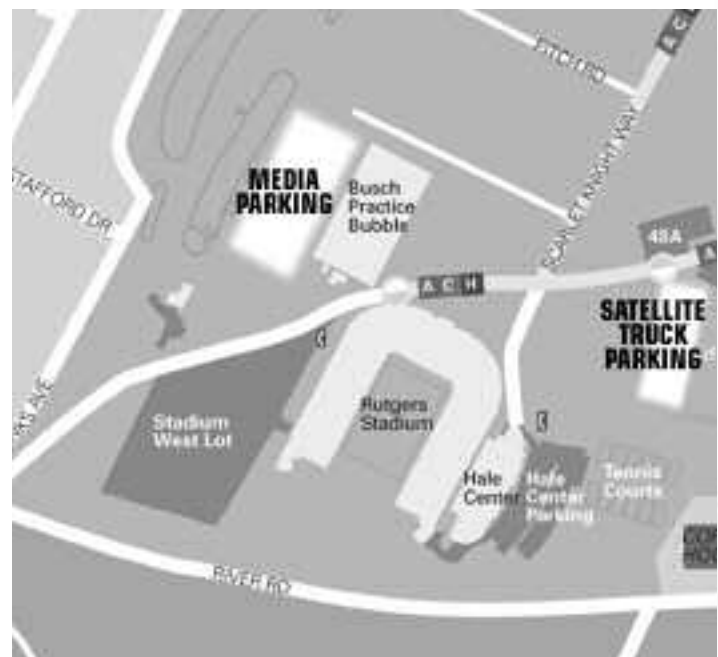 FITCH RD
SCARLET KNIGHT WAY
MEDIA
PARKING
Busch
Practice
Bubble
STAFFORD DR
48A
A C H
SATELLITE
TRUCK
PARKING
Stadium
West Lot
Rutgers
Stadium
Hale
Center
Hale
Center
Parking
Tennis
Courts
RIVER RD